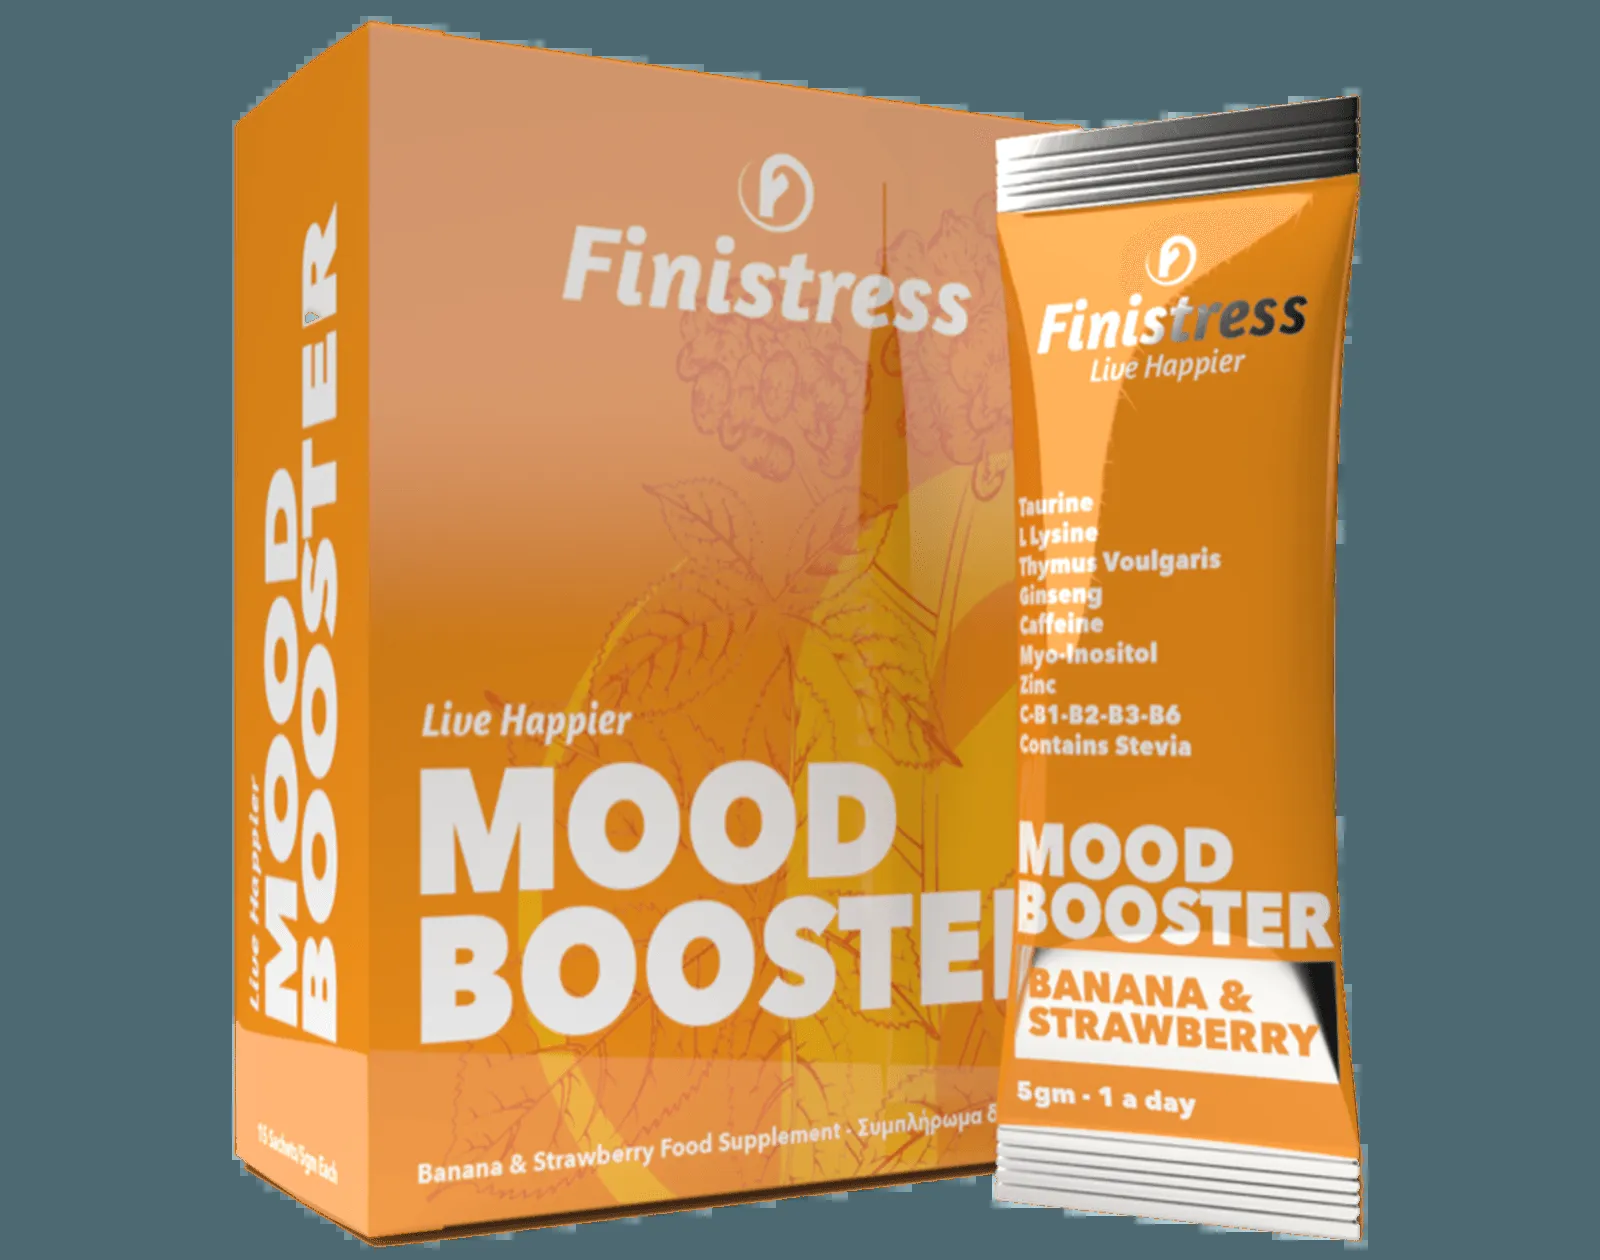 Finistress
Live Happier
MOOD
BOOSTER
Banana & Strawberry Food Supplement - Συμπλήρωμα
Live Happier
MOOD
BOOSTER
15 Sachets/5gm Each
Finistress
Live Happier
Taurine
L Lysine
Thymus Voulgaris
Ginseng
Caffeine
Myo-Inositol
Zinc
C-B1-B2-B3-B6
Contains Stevia
MOOD
BOOSTER
BANANA &
STRAWBERRY
5gm - 1 a day